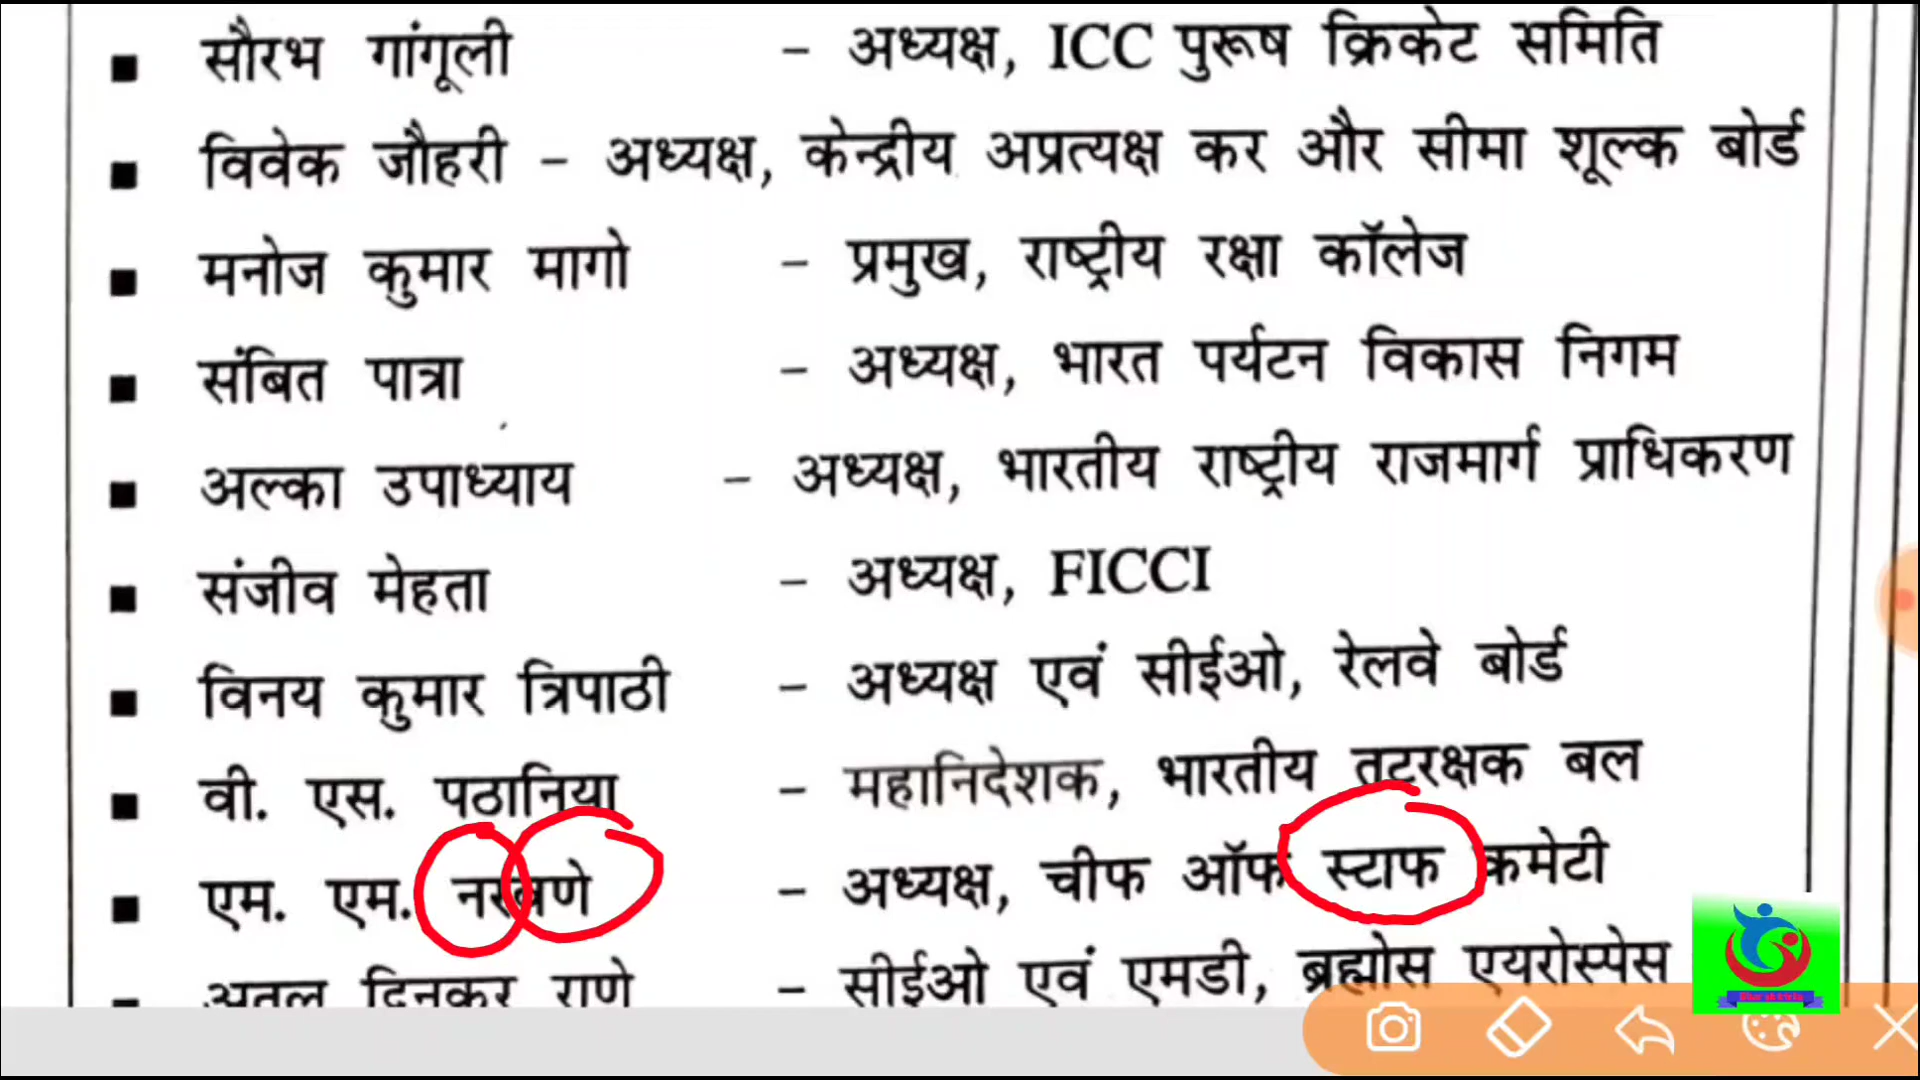 ■ सौरभ गांगूली – अध्यक्ष, ICC पुरूष क्रिकेट समिति
■ विवेक जौहरी – अध्यक्ष, केन्द्रीय अप्रत्यक्ष कर और सीमा शूल्क बोर्ड
■ मनोज कुमार मागो – प्रमुख, राष्ट्रीय रक्षा कॉलेज
■ संबित पात्रा – अध्यक्ष, भारत पर्यटन विकास निगम
■ अल्का उपाध्याय – अध्यक्ष, भारतीय राष्ट्रीय राजमार्ग प्राधिकरण
■ संजीव मेहता – अध्यक्ष, FICCI
■ विनय कुमार त्रिपाठी – अध्यक्ष एवं सीईओ, रेलवे बोर्ड
■ वी. एस. पठानिया – महानिदेशक, भारतीय तटरक्षक बल
■ एम. एम. नरवणे – अध्यक्ष, चीफ ऑफ स्टाफ कमेटी
■ अतुल दिनकर राणे – सीईओ एवं एमडी, ब्रह्मोस एयरोस्पेस